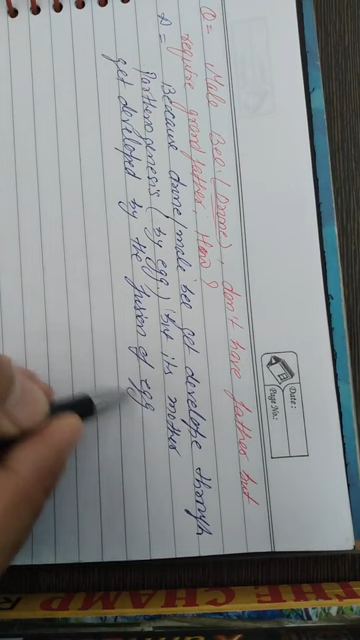 Date:
Page No.:
Q= Male Bee (Drone), don't have father but
require grandfather, How?
A= Because drone/male bee get develope through
Parthenogenesis (by egg) but its mother
get developed by the fusion of egg
THE CHAMP